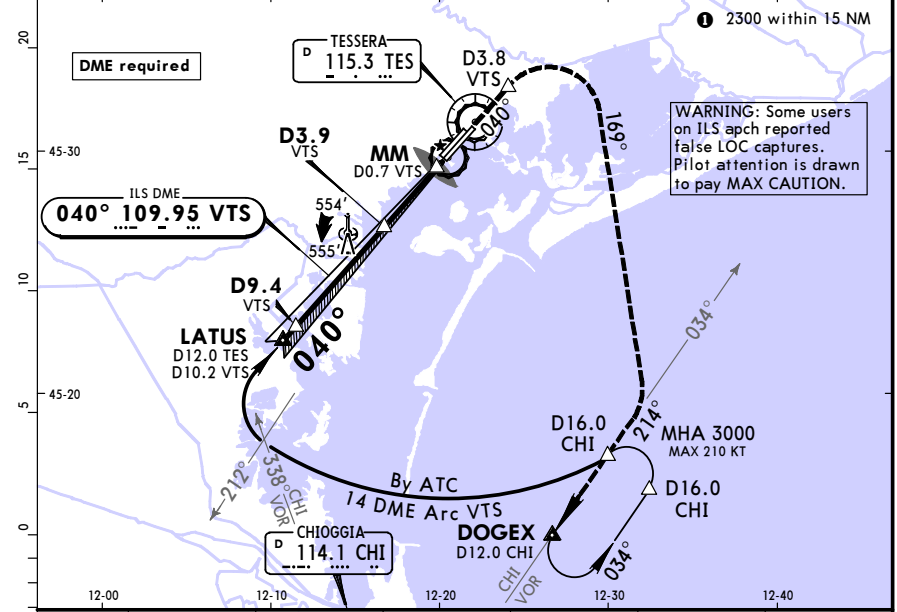 ❶ 2300 within 15 NM
20
DME required
TESSERA
D 115.3 TES
D3.8
VTS
040°
169°
WARNING: Some users
on ILS apch reported
false LOC captures.
Pilot attention is drawn
to pay MAX CAUTION.
D3.9
VTS
MM
D0.7 VTS
45-30
15
ILS DME
040° 109.95 VTS
554'
555'
10
D9.4
VTS
034°
LATUS
D12.0 TES
D10.2 VTS
040°
45-20
5
214°
D16.0
CHI
MHA 3000
MAX 210 KT
212°
338° CHI
VOR
By ATC
14 DME Arc VTS
D16.0
CHI
0
CHIOGGIA
D 114.1 CHI
DOGEX
D12.0 CHI
034°
CHI
VOR
12-00
12-10
12-20
12-30
12-40